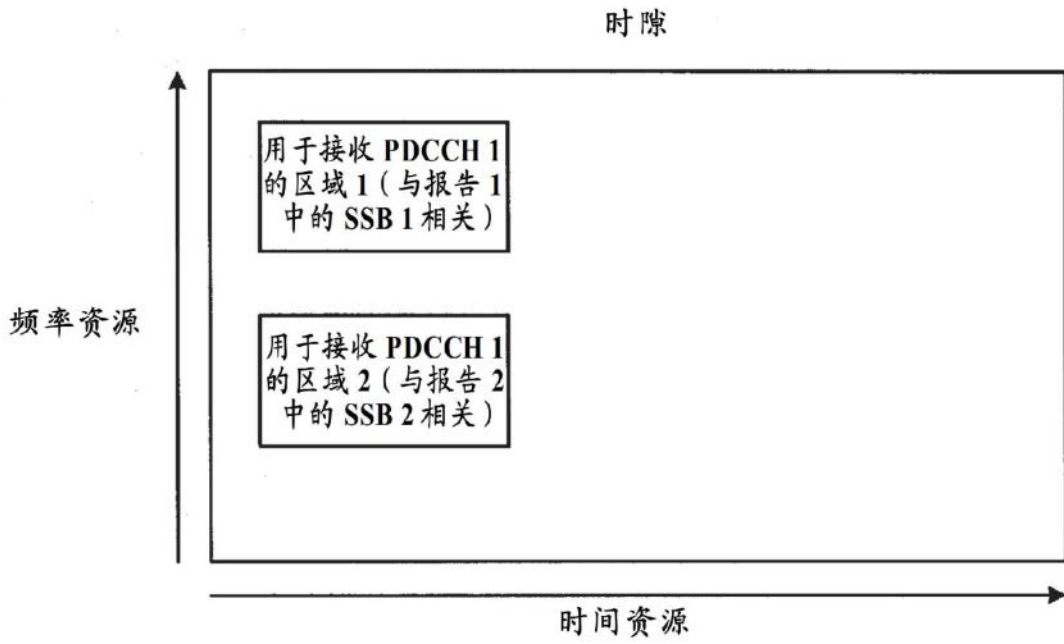 时隙
用于接收 PDCCH 1
的区域 1（与报告 1
中的 SSB 1 相关）
频率资源
用于接收 PDCCH 1
的区域 2（与报告 2
中的 SSB 2 相关）
时间资源